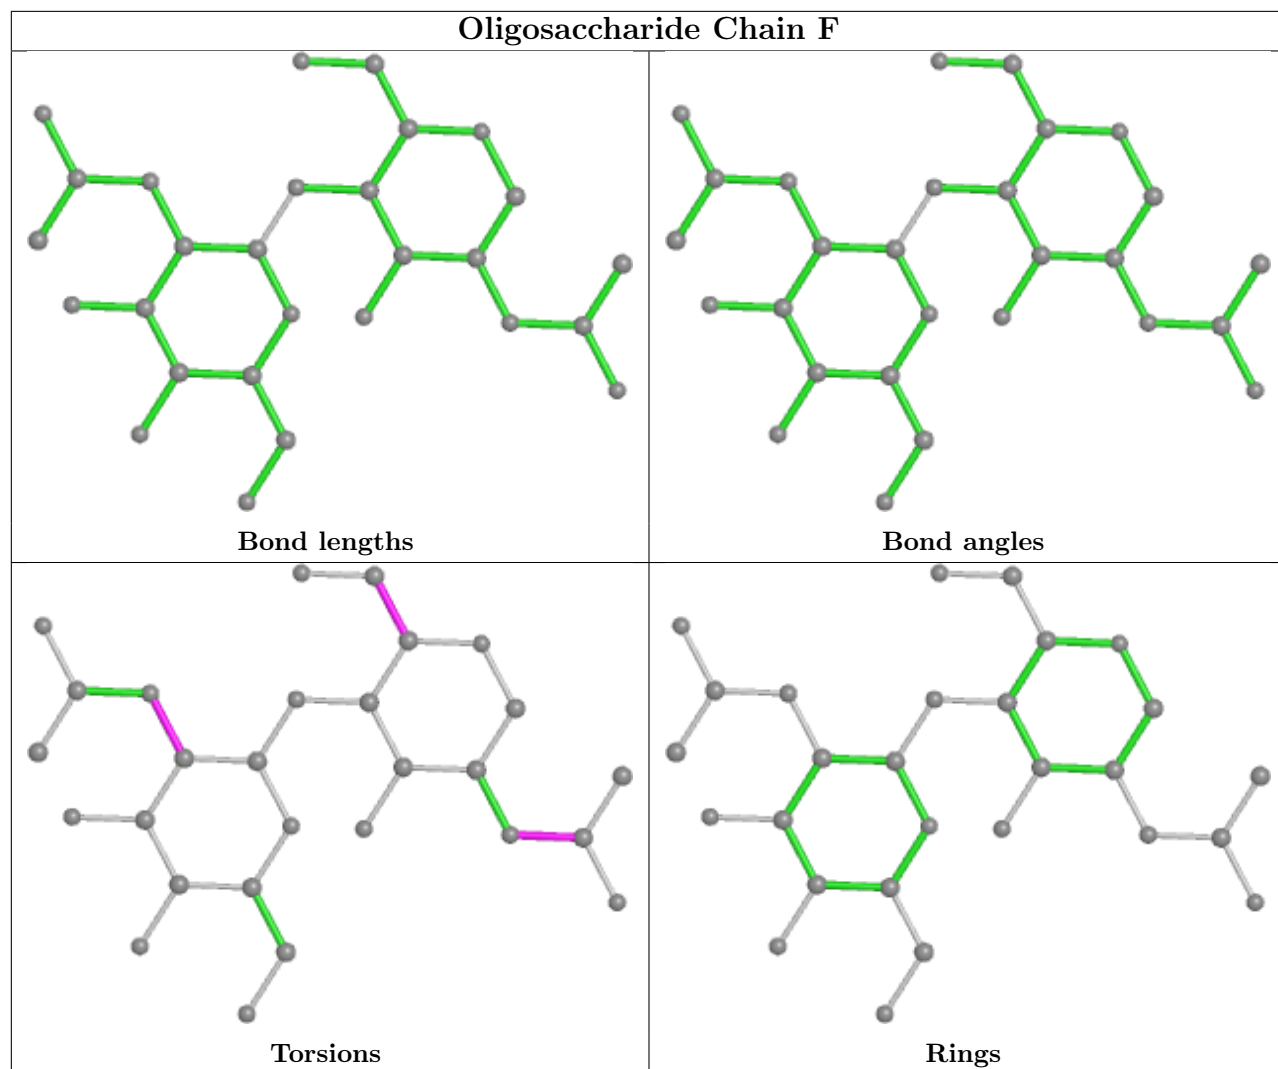 Oligosaccharide Chain F
Bond lengths
Bond angles
Torsions
Rings